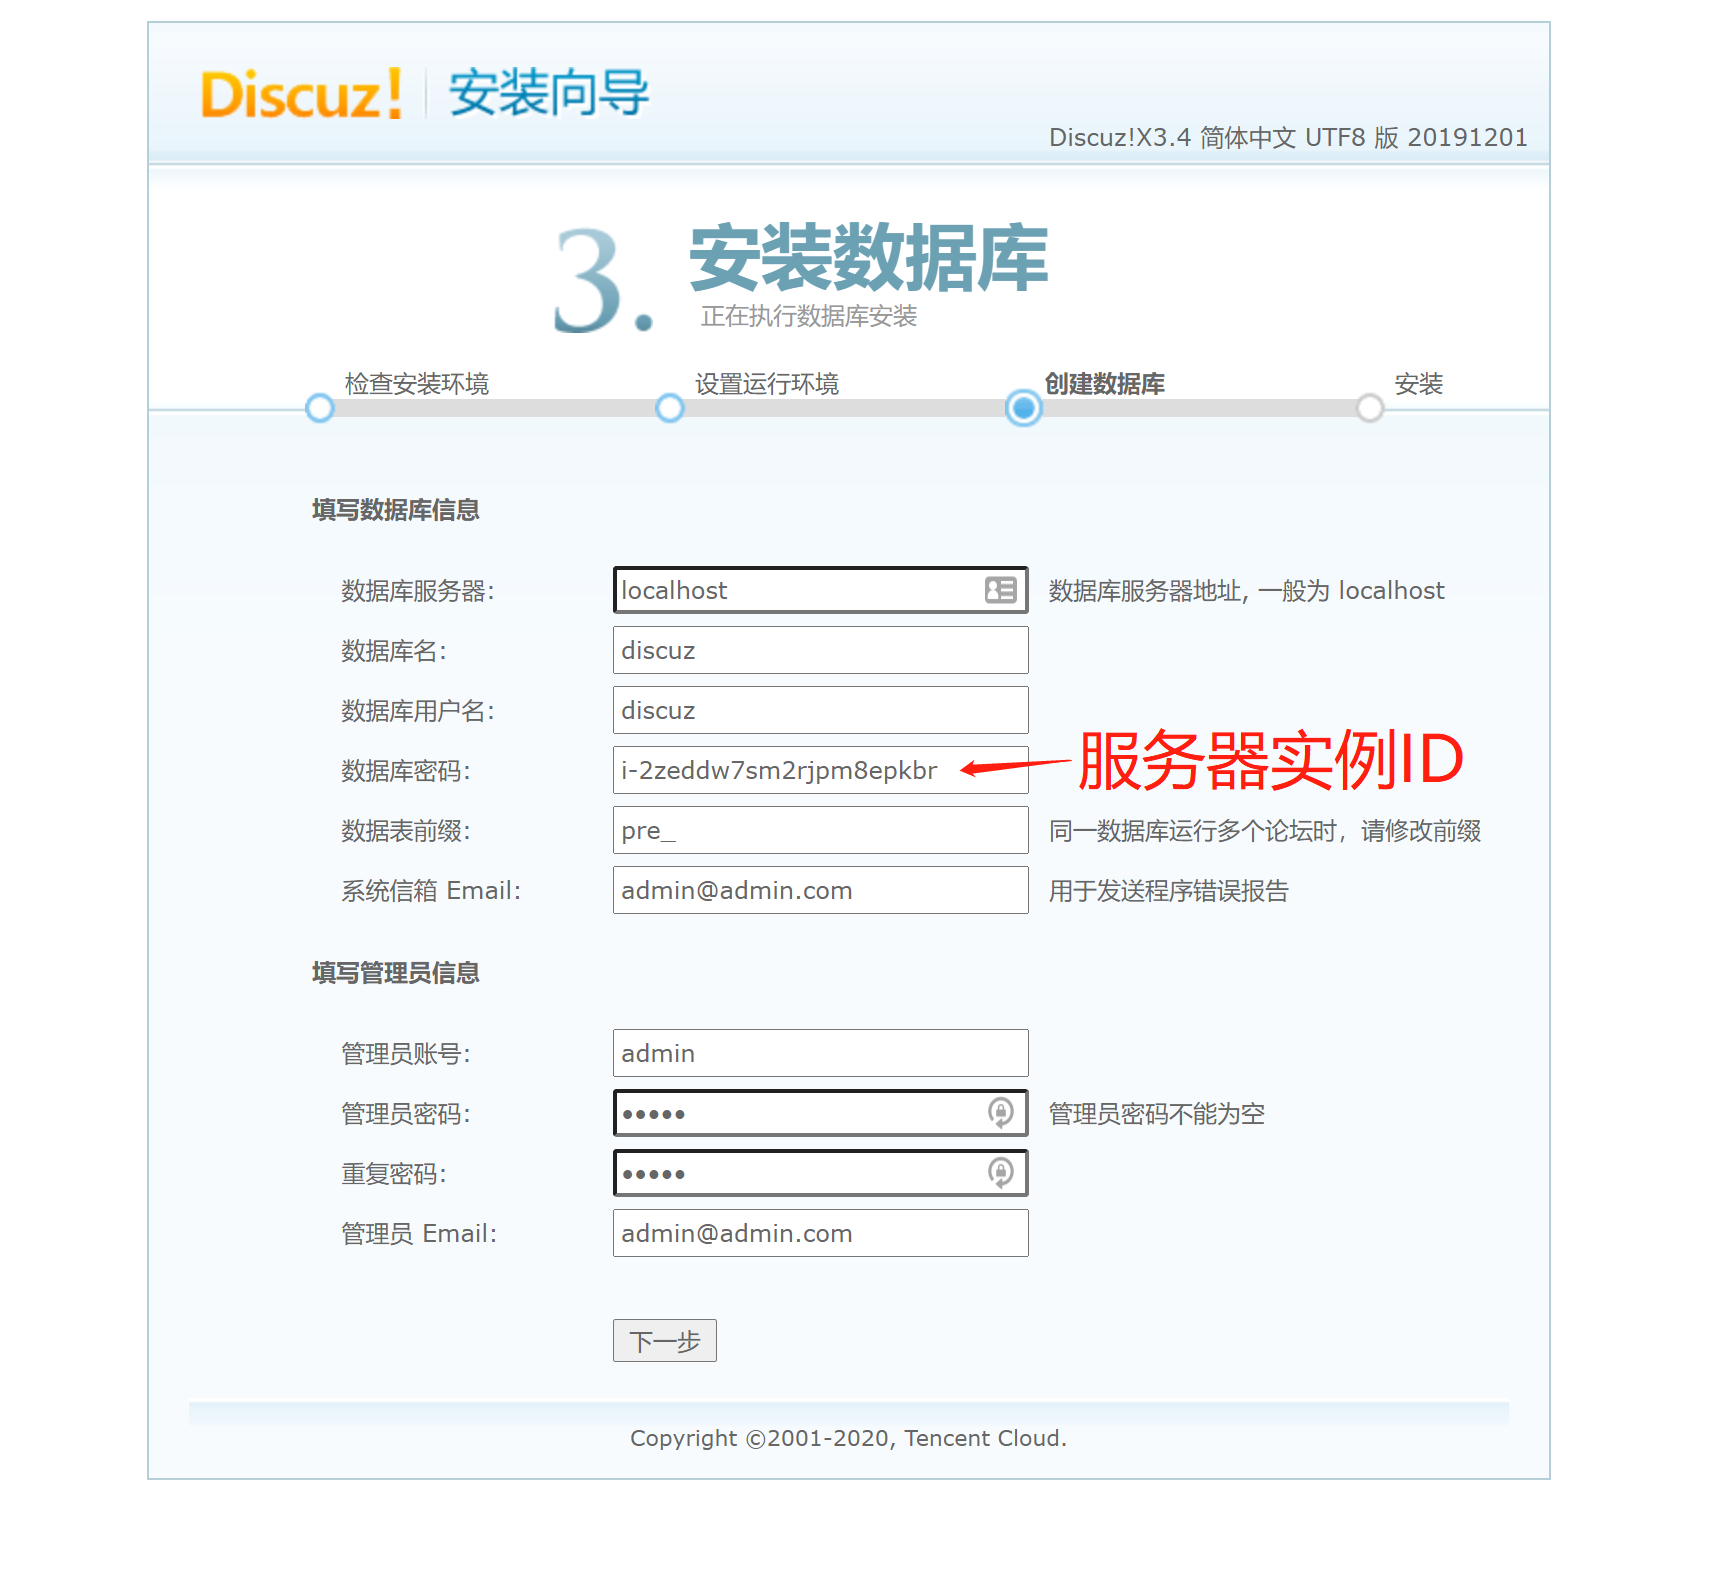 Discuz! 安装向导
Discuz!X3.4 简体中文 UTF8 版 20191201
3. 安装数据库
正在执行数据库安装
检查安装环境 设置运行环境 创建数据库 安装
填写数据库信息
数据库服务器: localhost 数据库服务器地址, 一般为 localhost
数据库名: discuz
数据库用户名: discuz
数据库密码: i-2zeddw7sm2rjpm8epkbr 服务器实例ID
数据表前缀: pre_ 同一数据库运行多个论坛时，请修改前缀
系统信箱 Email: admin@admin.com 用于发送程序错误报告
填写管理员信息
管理员账号: admin
管理员密码: ••••• 管理员密码不能为空
重复密码: •••••
管理员 Email: admin@admin.com
下一步
Copyright ©2001-2020, Tencent Cloud.